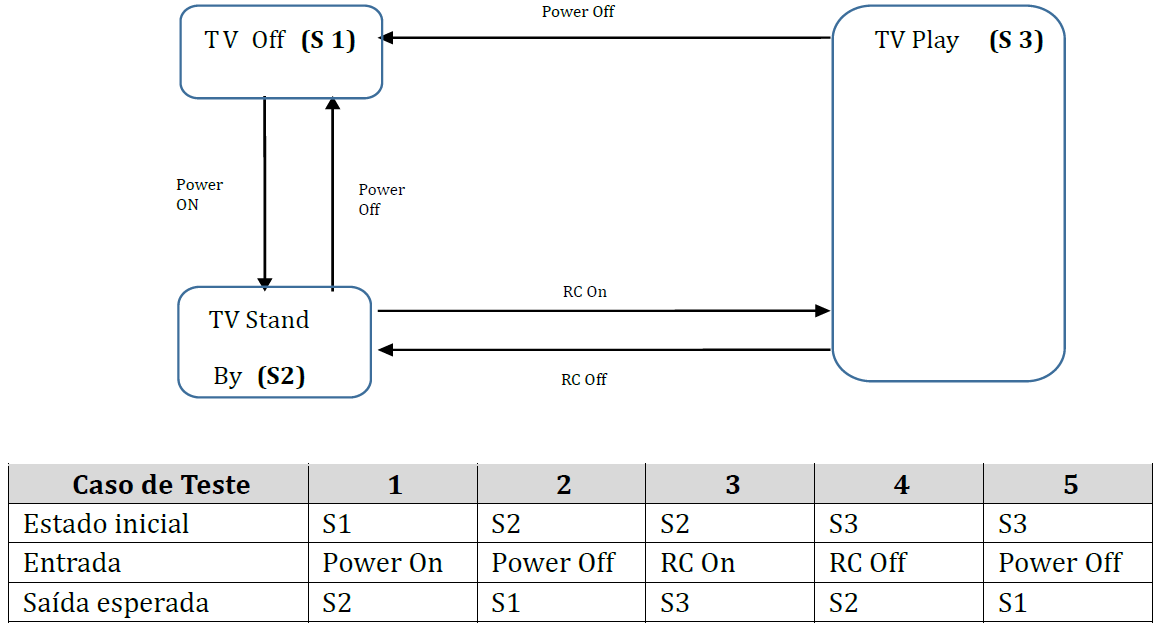 Power Off
TV Off (S 1)
TV Play (S 3)
Power
ON
Power
Off
RC On
TV Stand
By (S2)
RC Off
Caso de Teste 1 2 3 4 5
Estado inicial S1 S2 S2 S3 S3
Entrada Power On Power Off RC On RC Off Power Off
Saída esperada S2 S1 S3 S2 S1